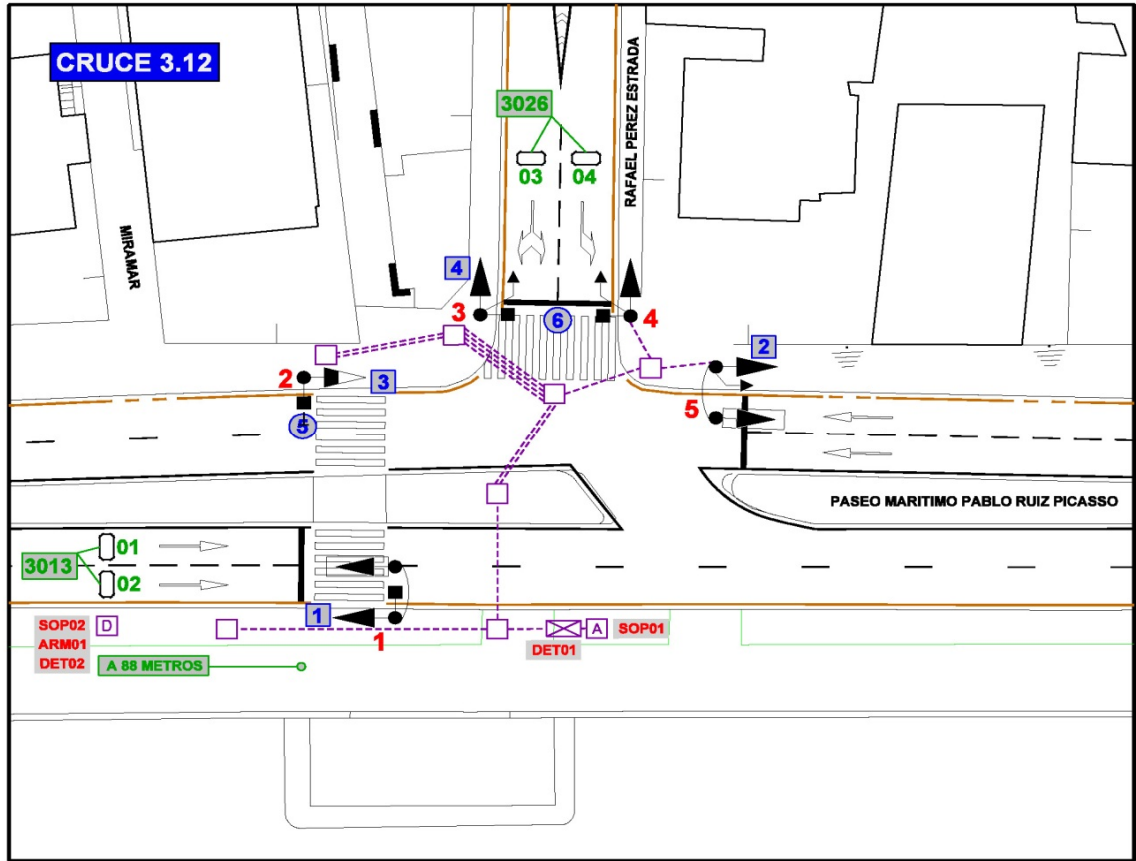 CRUCE 3.12
3026
03
04
RAFAEL PEREZ ESTRADA
MIRAMAR
4
3
6
4
2
2
3
5
5
PASEO MARITIMO PABLO RUIZ PICASSO
01
3013
02
1
1
SOP02
D
A
SOP01
ARM01
DET01
DET02
A 88 METROS